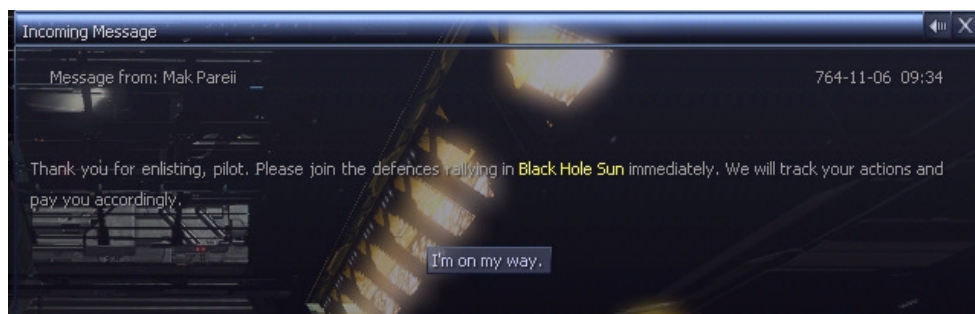 Incoming Message
Message from: Mak Pareii 764-11-06 09:34
Thank you for enlisting, pilot. Please join the defences rallying in Black Hole Sun immediately. We will track your actions and
pay you accordingly.
I'm on my way.